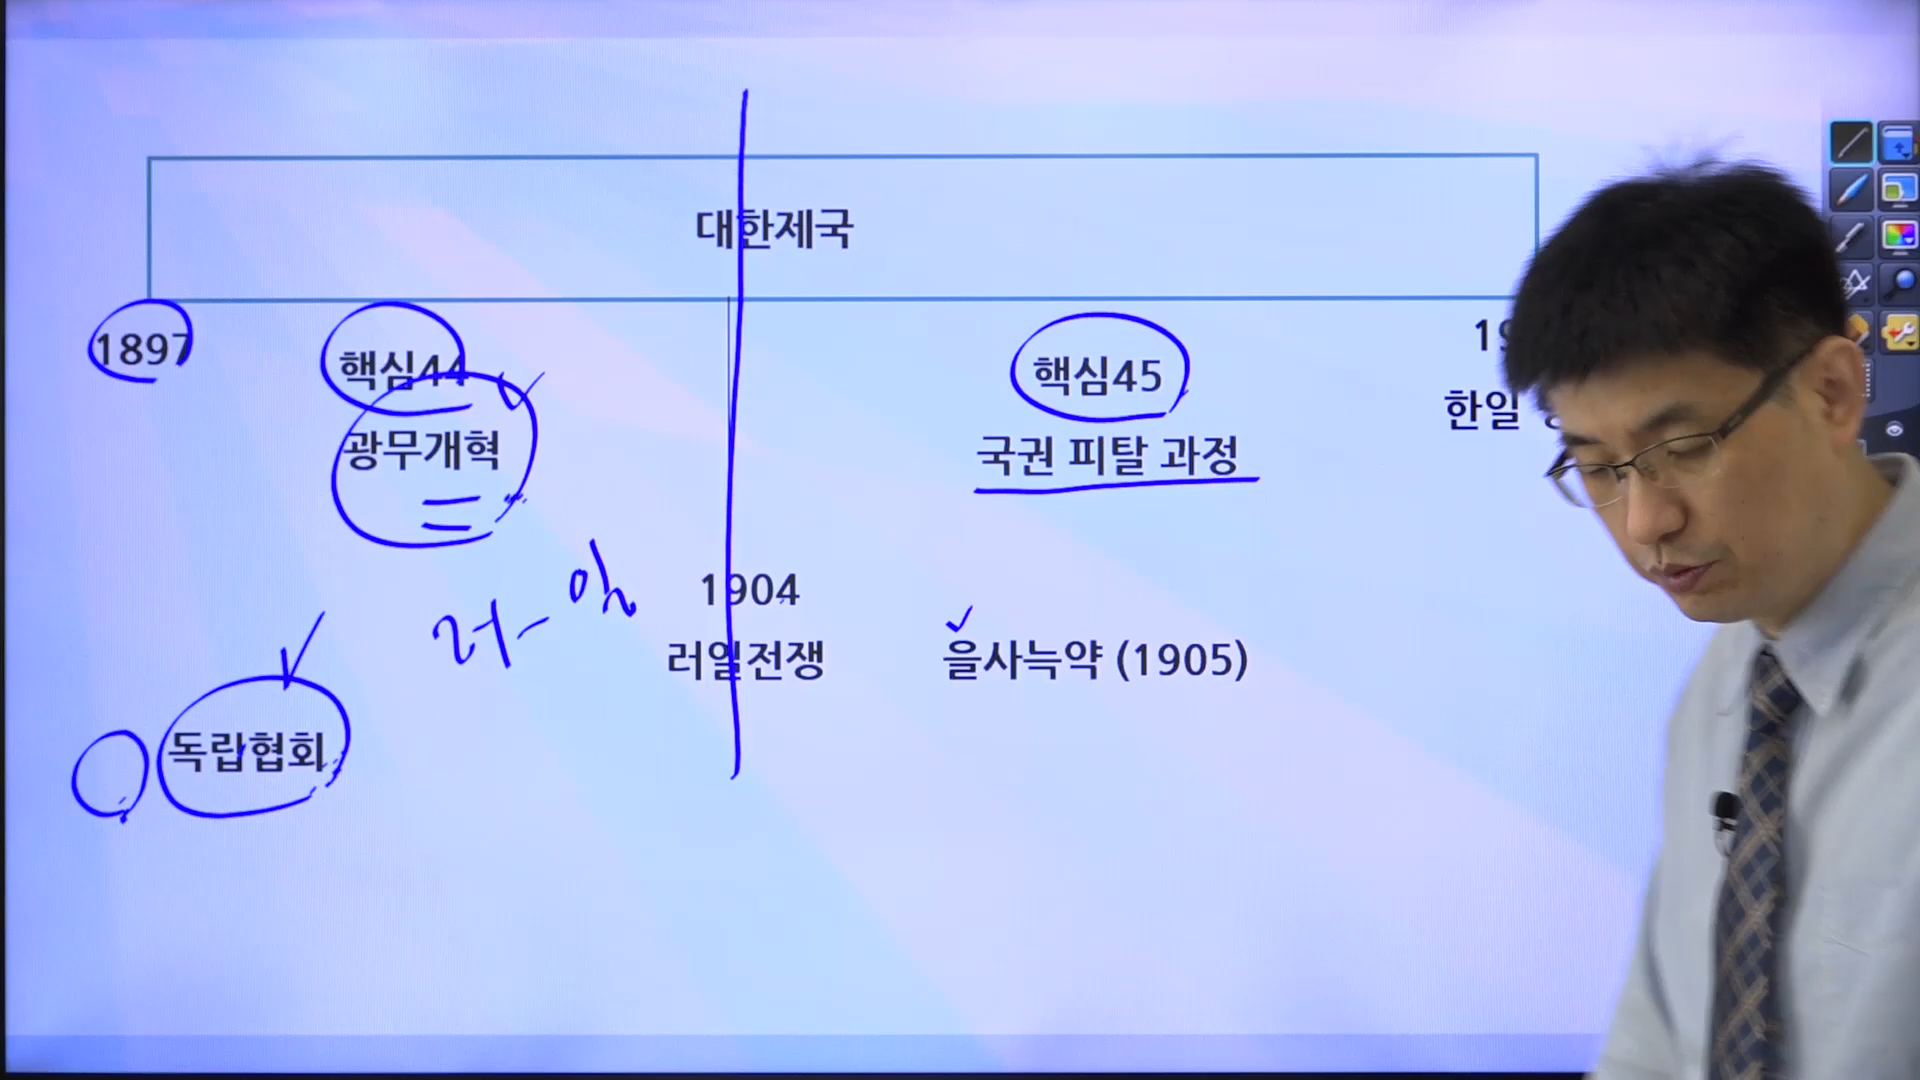 대한제국
1897
핵심44
핵심45
19
광무개혁
국권 피탈 과정
한일
러-일
1904
러일전쟁
을사늑약 (1905)
독립협회